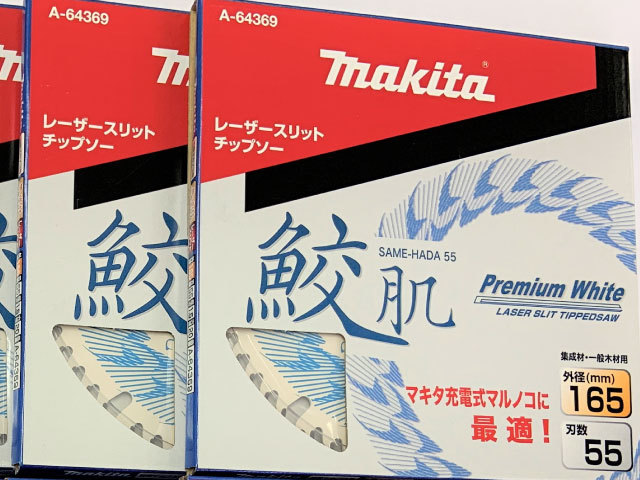 A-64369
makita®
レーザースリット
チップソー
鮫肌
SAME-HADA 55
Premium White
LASER SLIT TIPPEDSAW
集成材・一般木材用
マキタ充電式マルノコに
最適！
外径(mm)
165
刃数
55
A-64369
レーザースリット
チップソー
鮫
A-64369